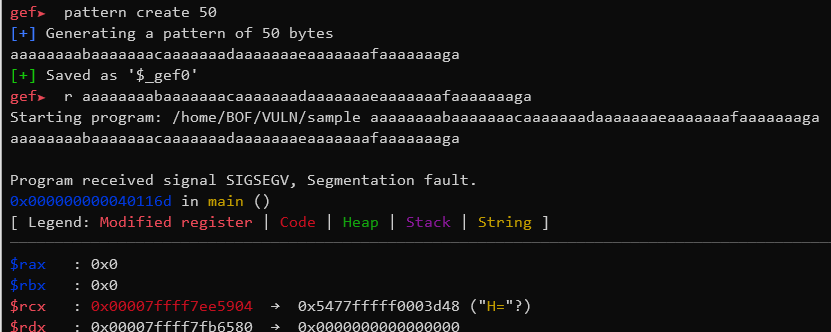 gef➤  pattern create 50
[+] Generating a pattern of 50 bytes
aaaaaaaabaaaaaaacaaaaaaadaaaaaaaeaaaaaaafaaaaaaaga
[+] Saved as '$_gef0'
gef➤  r aaaaaaaabaaaaaaacaaaaaaadaaaaaaaeaaaaaaafaaaaaaaga
Starting program: /home/BOF/VULN/sample aaaaaaaabaaaaaaacaaaaaaadaaaaaaaeaaaaaaafaaaaaaaga
aaaaaaaabaaaaaaacaaaaaaadaaaaaaaeaaaaaaafaaaaaaaga
Program received signal SIGSEGV, Segmentation fault.
0x000000000040116d in main ()
[ Legend: Modified register | Code | Heap | Stack | String ]
$rax   : 0x0
$rbx   : 0x0
$rcx   : 0x00007ffff7ee5904  →  0x5477fffff0003d48 ("H="?)
$rdx   : 0x00007ffff7fb6580  →  0x0000000000000000